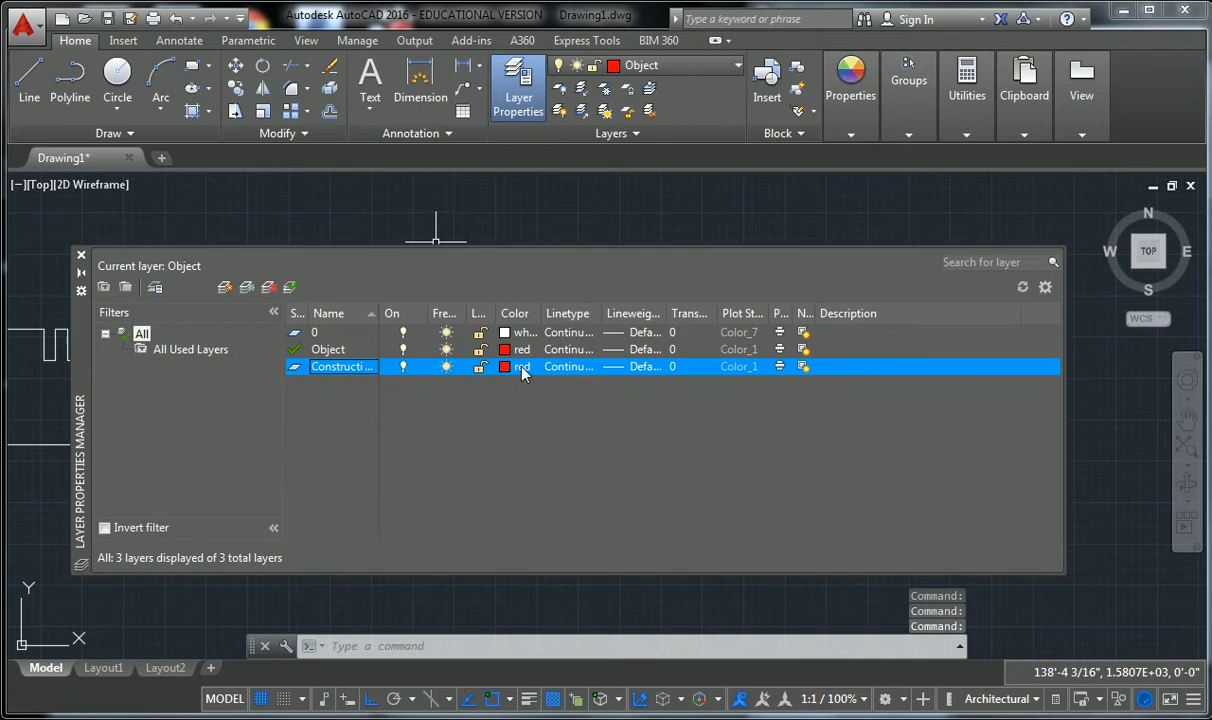 Autodesk AutoCAD 2016 - EDUCATIONAL VERSION Drawing1.dwg
Type a keyword or phrase
Sign In
Home Insert Annotate Parametric View Manage Output Add-ins A360 Express Tools BIM 360
Object
Line Polyline Circle Arc Text Dimension Layer Properties Insert Properties Groups Utilities Clipboard View
Draw Modify Annotation Layers Block
Drawing1*
[−][Top][2D Wireframe]
N
W TOP E
S
WCS
Current layer: Object
Search for layer
Filters
S... Name On Fre... L... Color Linetype Lineweig... Trans... Plot St... P... N... Description
All
All Used Layers
0 wh... Continu... Defa... 0 Color_7
Object red Continu... Defa... 0 Color_1
Constructi... red Continu... Defa... 0 Color_1
LAYER PROPERTIES MANAGER
Invert filter
All: 3 layers displayed of 3 total layers
Y
X
Command:
Command:
Command:
Type a command
Model Layout1 Layout2
138'-4 3/16", 1.5807E+03, 0'-0"
MODEL 1:1 / 100% Architectural